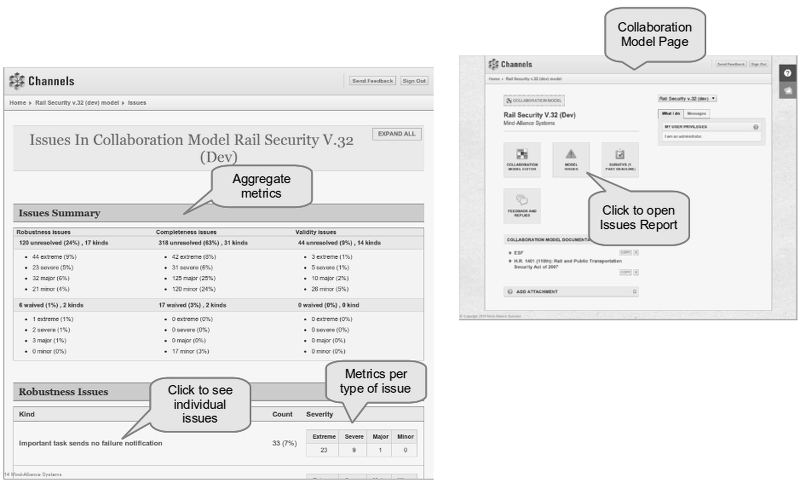 Channels
Send Feedback
Sign Out
Home ▸ Rail Security v.32 (dev) model ▸ Issues
Issues In Collaboration Model Rail Security V.32
(Dev)
EXPAND ALL
Aggregate
metrics
Issues Summary
Robustness issues
Completeness issues
Validity issues
120 unresolved (24%) , 17 kinds
318 unresolved (63%) , 31 kinds
44 unresolved (9%) , 14 kinds
• 44 extreme (9%)
• 23 severe (5%)
• 32 major (6%)
• 21 minor (4%)
• 42 extreme (8%)
• 31 severe (6%)
• 125 major (25%)
• 120 minor (24%)
• 3 extreme (1%)
• 5 severe (1%)
• 10 major (2%)
• 26 minor (5%)
6 waived (1%) , 2 kinds
17 waived (3%) , 2 kinds
0 waived (0%) , 0 kind
• 1 extreme (1%)
• 2 severe (1%)
• 3 major (1%)
• 0 minor (0%)
• 0 extreme (0%)
• 0 severe (0%)
• 0 major (0%)
• 17 minor (3%)
• 0 extreme (0%)
• 0 severe (0%)
• 0 major (0%)
• 0 minor (0%)
Metrics per
type of issue
Robustness Issues
Click to see
individual
issues
Kind
Count
Severity
Important task sends no failure notification
33 (7%)
Extreme Severe Major Minor
23 9 1 0
14 Mind-Alliance Systems
Collaboration
Model Page
Channels
Send Feedback
Sign Out
Home ▸ Rail Security v.32 (dev) model
COLLABORATION MODEL
Rail Security v.32 (dev)
Rail Security V.32 (Dev)
Mind-Alliance Systems
What I do
Messages
MY USER PRIVILEGES
I am an administrator.
COLLABORATION
MODEL EDITOR
MODEL
ISSUES
SURVEYS (1
PAST DEADLINE)
Click to open
Issues Report
FEEDBACK AND
REPLIES
COLLABORATION MODEL DOCUMENTA
ESF
COPY
H.R. 1401 (110th): Rail and Public Transportation
Security Act of 2007
COPY
ADD ATTACHMENT